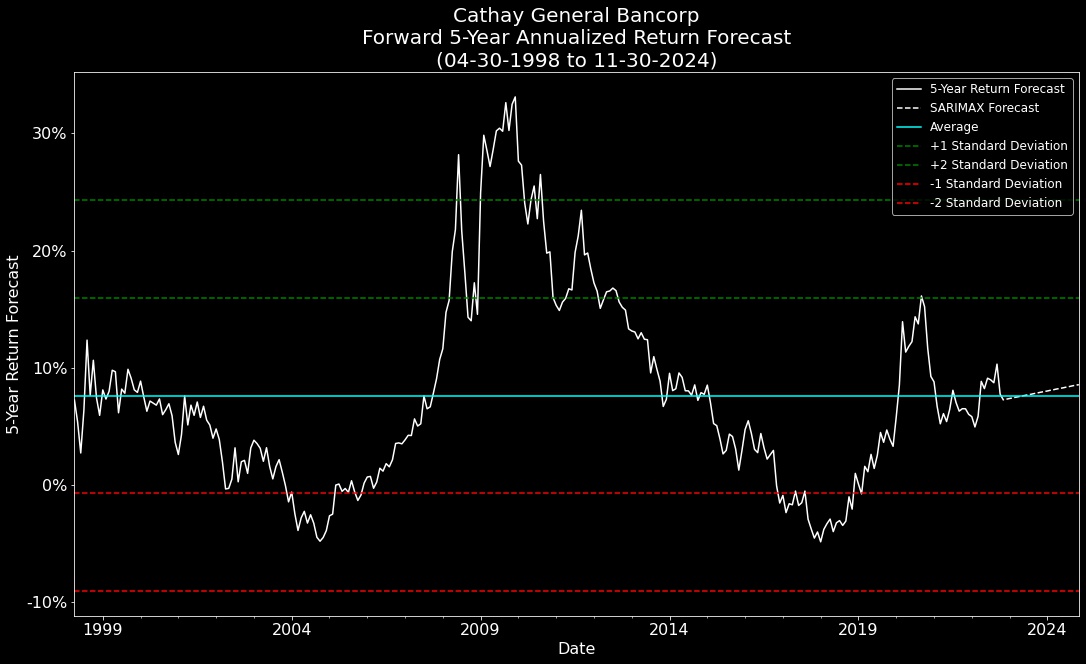 Cathay General Bancorp
Forward 5-Year Annualized Return Forecast
(04-30-1998 to 11-30-2024)
5-Year Return Forecast
SARIMAX Forecast
Average
+1 Standard Deviation
+2 Standard Deviation
-1 Standard Deviation
-2 Standard Deviation
30%
20%
10%
0%
-10%
5-Year Return Forecast
1999
2004
2009
2014
2019
2024
Date